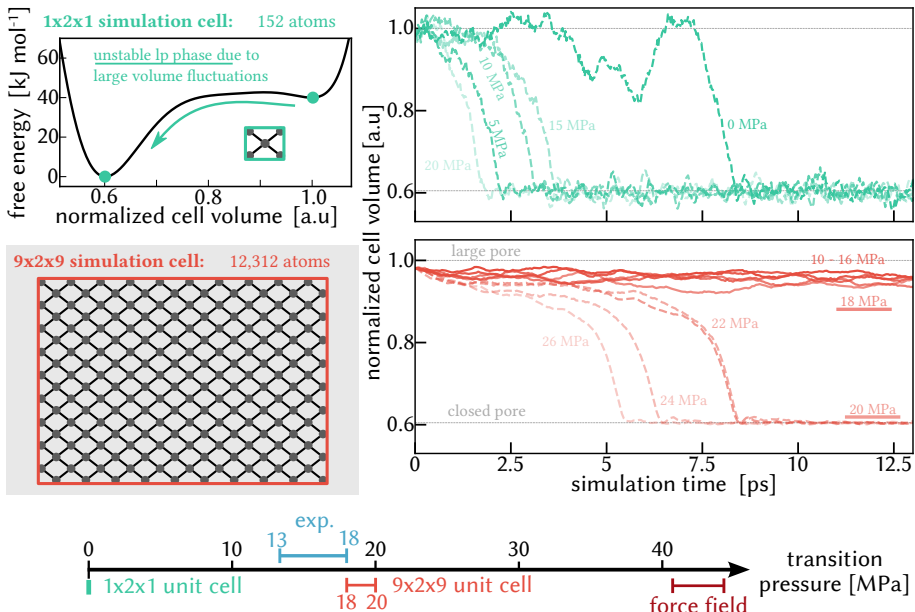 1x2x1 simulation cell: 152 atoms
free energy [kJ mol-1]
60
40
20
0
unstable lp phase due to
large volume fluctuations
0.6
0.8
1.0
normalized cell volume [a.u]
9x2x9 simulation cell: 12,312 atoms
normalized cell volume [a.u]
1.0
0.8
0.6
20 MPa
5 MPa
10 MPa
15 MPa
0 MPa
1.0
0.8
0.6
large pore
closed pore
10 - 16 MPa
18 MPa
22 MPa
26 MPa
24 MPa
20 MPa
0
2.5
5
7.5
10
12.5
simulation time [ps]
exp.
13
18
0
10
20
30
40
transition
pressure [MPa]
1x2x1 unit cell
18
20
9x2x9 unit cell
force field